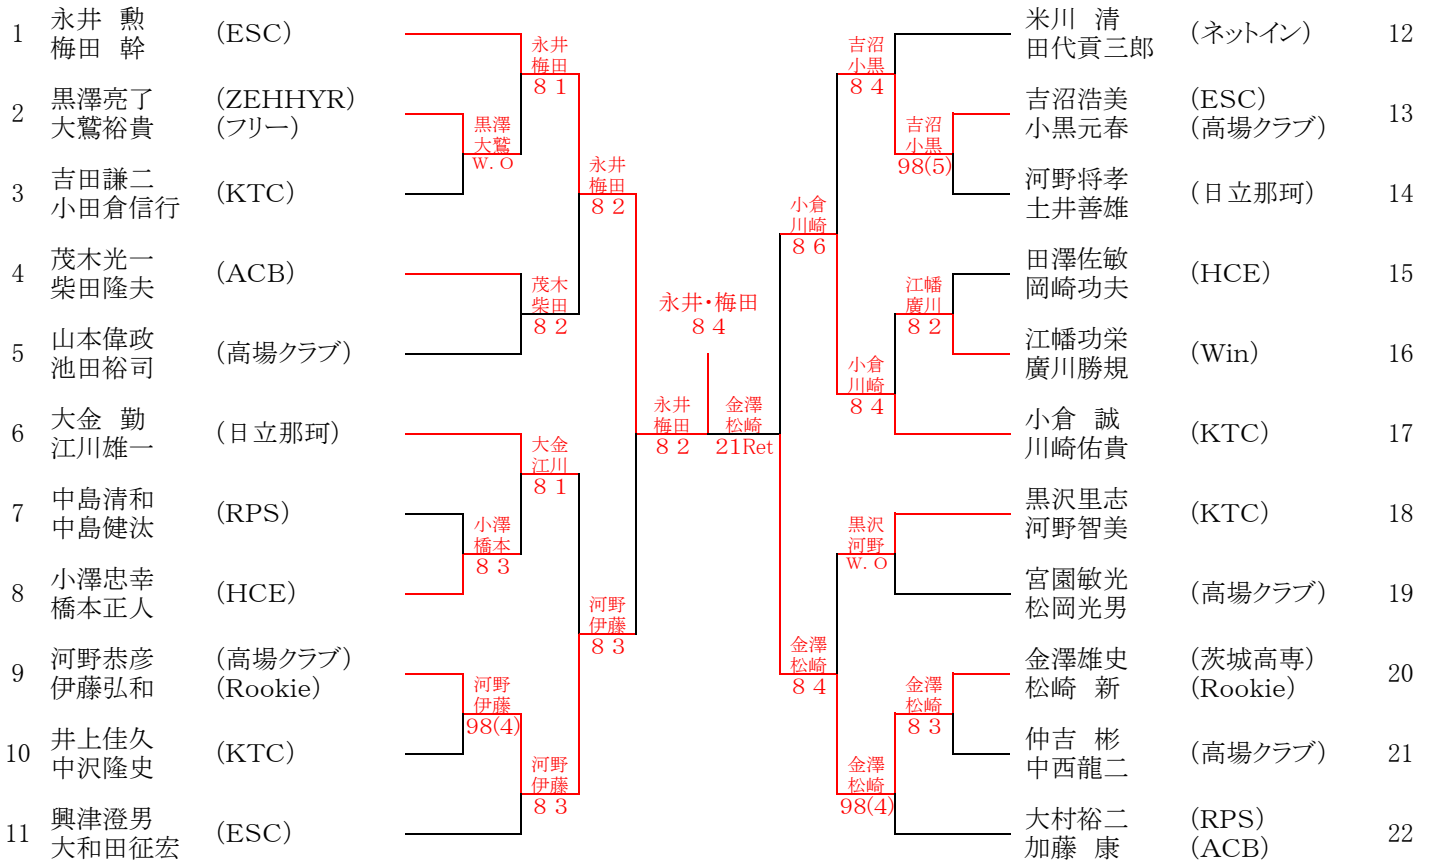 1 永井 勲 (ESC)
梅田 幹
2 黒澤亮了 (ZEHHYR)
大鷲裕貴 (フリー)
3 吉田謙二 (KTC)
小田倉信行
4 茂木光一 (ACB)
柴田隆夫
5 山本偉政 (高場クラブ)
池田裕司
6 大金 勤 (日立那珂)
江川雄一
7 中島清和 (RPS)
中島健汰
8 小澤忠幸 (HCE)
橋本正人
9 河野恭彦 (高場クラブ)
伊藤弘和 (Rookie)
10 井上佳久 (KTC)
中沢隆史
11 興津澄男 (ESC)
大和田征宏
黒澤
大鷲
W.O
小澤
橋本
8 3
河野
伊藤
98(4)
永井
梅田
8 1
茂木
柴田
8 2
大金
江川
8 1
河野
伊藤
8 3
永井
梅田
8 2
河野
伊藤
8 3
永井
梅田
8 2
永井・梅田
8 4
金澤
松崎
21Ret
小倉
川崎
8 6
金澤
松崎
8 4
吉沼
小黒
8 4
小倉
川崎
8 4
黒沢
河野
W.O
金澤
松崎
98(4)
吉沼
小黒
98(5)
江幡
廣川
8 2
金澤
松崎
8 3
米川 清 (ネットイン) 12
田代貢三郎
吉沼浩美 (ESC) 13
小黒元春 (高場クラブ)
河野将孝 (日立那珂) 14
土井善雄
田澤佐敏 (HCE) 15
岡崎功夫
江幡功栄 (Win) 16
廣川勝規
小倉 誠 (KTC) 17
川崎佑貴
黒沢里志 (KTC) 18
河野智美
宮園敏光 (高場クラブ) 19
松岡光男
金澤雄史 (茨城高専) 20
松崎 新 (Rookie)
仲吉 彬 (高場クラブ) 21
中西龍二
大村裕二 (RPS) 22
加藤 康 (ACB)